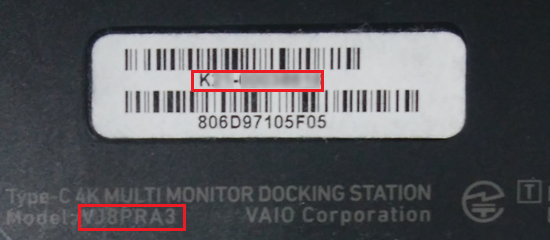 806D97105F05
Type-C 4K MULTI MONITOR DOCKING STATION
Model: VJ8PRA3 VAIO Corporation
T